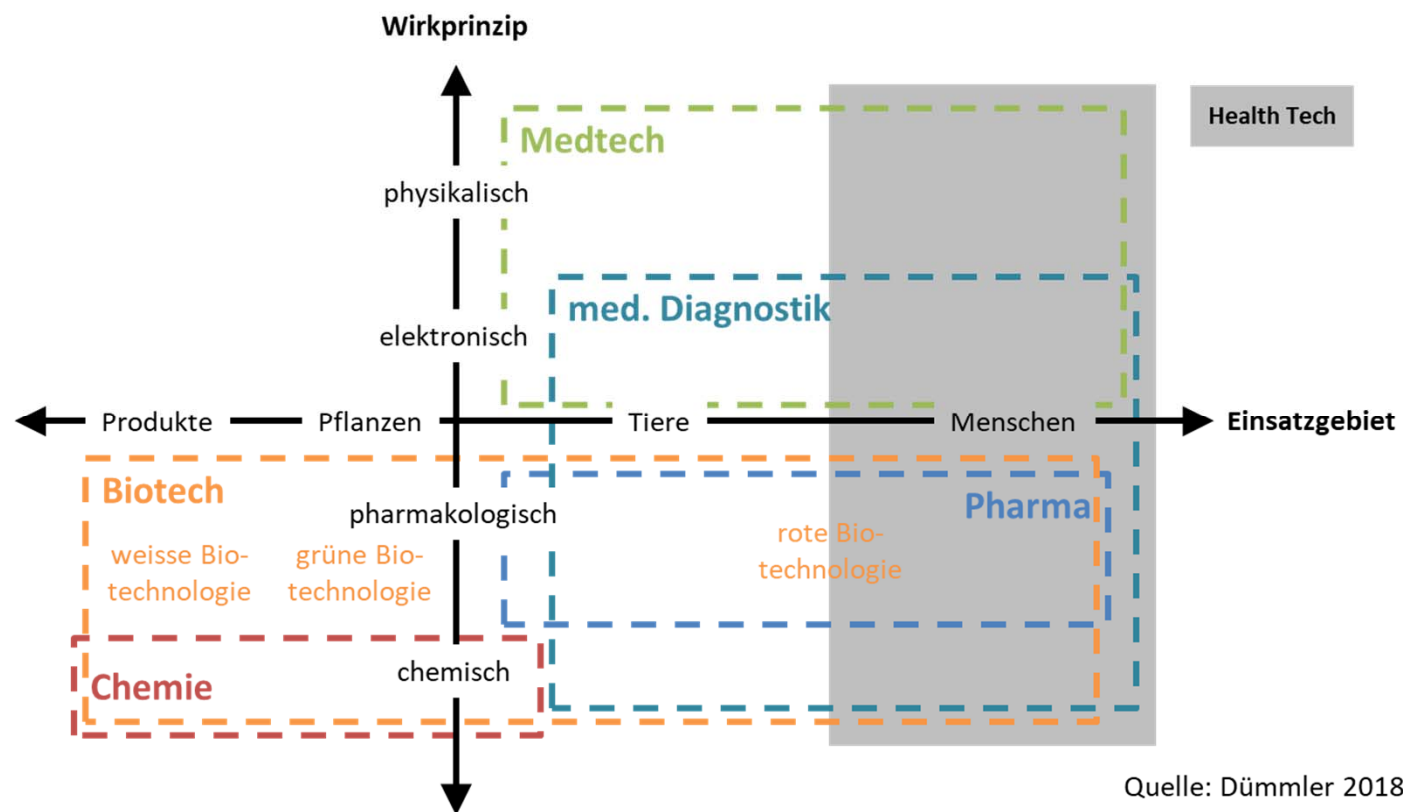 Wirkprinzip
Health Tech
Medtech
physikalisch
med. Diagnostik
elektronisch
Produkte
Pflanzen
Tiere
Menschen
Einsatzgebiet
Biotech
pharmakologisch
Pharma
weisse Bio-
technologie
grüne Bio-
technologie
rote Bio-
technologie
chemisch
Chemie
Quelle: Dümmler 2018